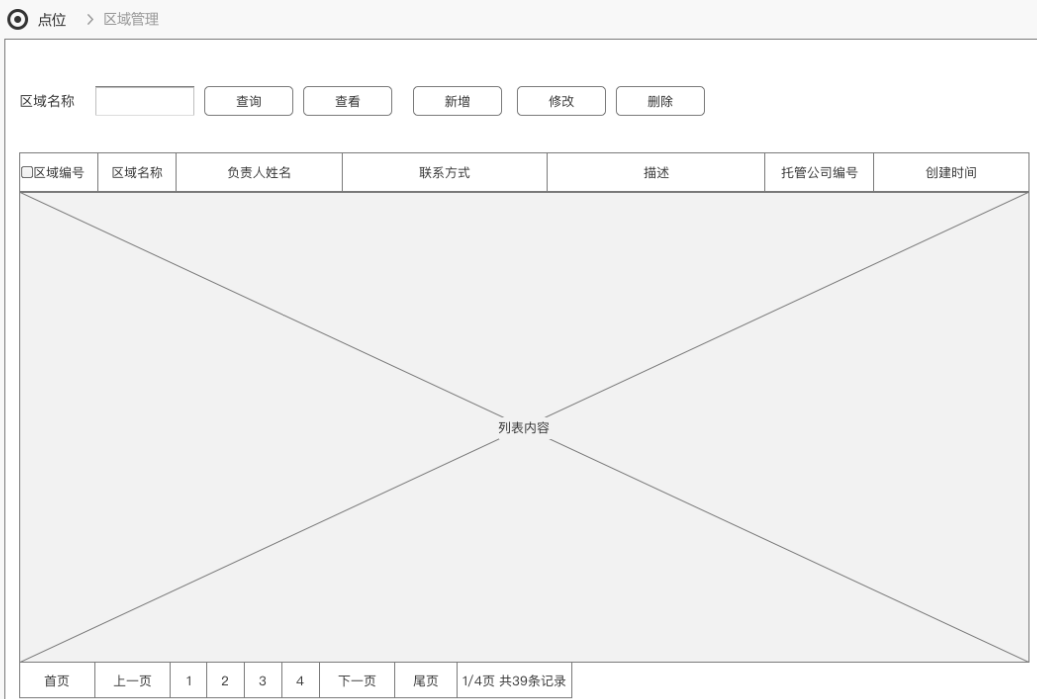 点位 > 区域管理
区域名称 查询 查看 新增 修改 删除
区域编号 区域名称 负责人姓名 联系方式 描述 托管公司编号 创建时间
列表内容
首页 上一页 1 2 3 4 下一页 尾页 1/4页 共39条记录